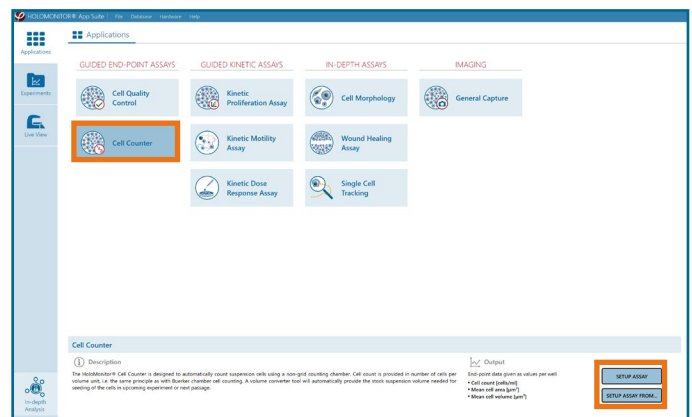 HOLOMONITOR® App Suite File Database Hardware Help
Applications
Applications
Experiments
Live View
In-depth
Analysis
GUIDED END-POINT ASSAYS
Cell Quality
Control
Cell Counter
GUIDED KINETIC ASSAYS
Kinetic
Proliferation Assay
Kinetic Motility
Assay
Kinetic Dose
Response Assay
IN-DEPTH ASSAYS
Cell Morphology
Wound Healing
Assay
Single Cell
Tracking
IMAGING
General Capture
Cell Counter
Description
The HoloMonitor® Cell Counter is designed to automatically count suspension cells using a non-grid counting chamber. Cell count is provided in number of cells per
volume unit, i.e. the same principle as with Buerker chamber cell counting. A volume converter tool will automatically provide the stock suspension volume needed for
seeding of the cells in upcoming experiment or next passage.
Output
End-point data given as values per well
• Cell count [cells/ml]
• Mean cell area [µm²]
• Mean cell volume [µm³]
SETUP ASSAY
SETUP ASSAY FROM...